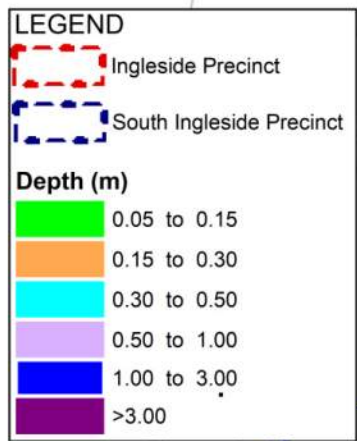 LEGEND
Ingleside Precinct
South Ingleside Precinct
Depth (m)
0.05 to 0.15
0.15 to 0.30
0.30 to 0.50
0.50 to 1.00
1.00 to 3.00
>3.00